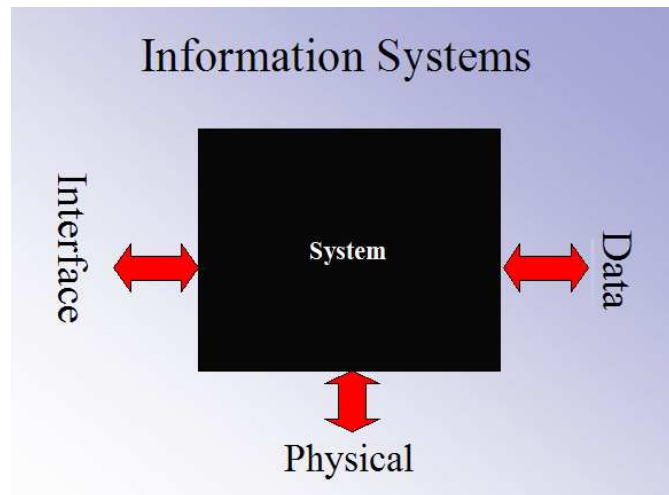 Information Systems
Interface
System
Data
Physical